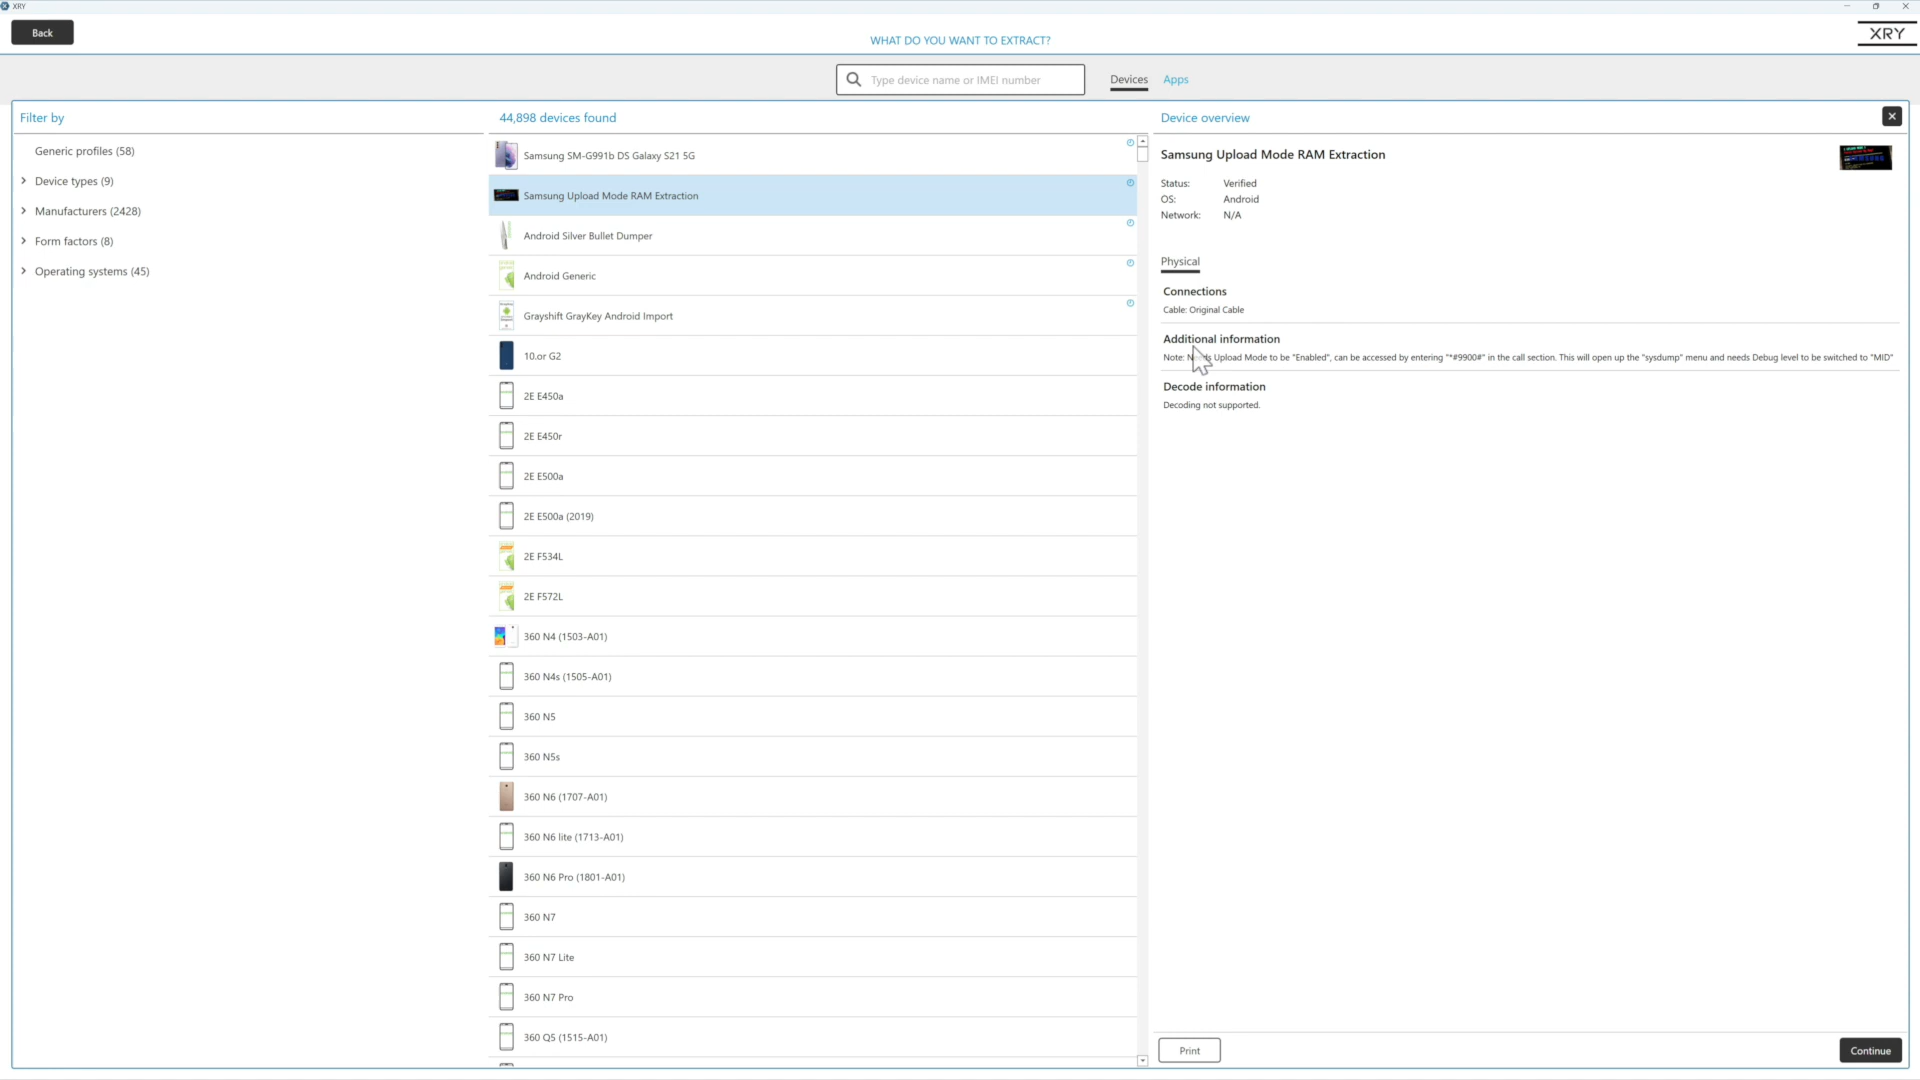 XRY
Back
WHAT DO YOU WANT TO EXTRACT?
XRY
Type device name or IMEI number
Devices
Apps
Filter by
Generic profiles (58)
Device types (9)
Manufacturers (2428)
Form factors (8)
Operating systems (45)
44,898 devices found
Samsung SM-G991b DS Galaxy S21 5G
Samsung Upload Mode RAM Extraction
Android Silver Bullet Dumper
Android Generic
Grayshift GrayKey Android Import
10.or G2
2E E450a
2E E450r
2E E500a
2E E500a (2019)
2E F534L
2E F572L
360 N4 (1503-A01)
360 N4s (1505-A01)
360 N5
360 N5s
360 N6 (1707-A01)
360 N6 lite (1713-A01)
360 N6 Pro (1801-A01)
360 N7
360 N7 Lite
360 N7 Pro
360 Q5 (1515-A01)
Device overview
Samsung Upload Mode RAM Extraction
Status: Verified
OS: Android
Network: N/A
Physical
Connections
Cable: Original Cable
Additional information
Note: Needs Upload Mode to be "Enabled", can be accessed by entering "*#9900#" in the call section. This will open up the "sysdump" menu and needs Debug level to be switched to "MID"
Decode information
Decoding not supported.
Print
Continue